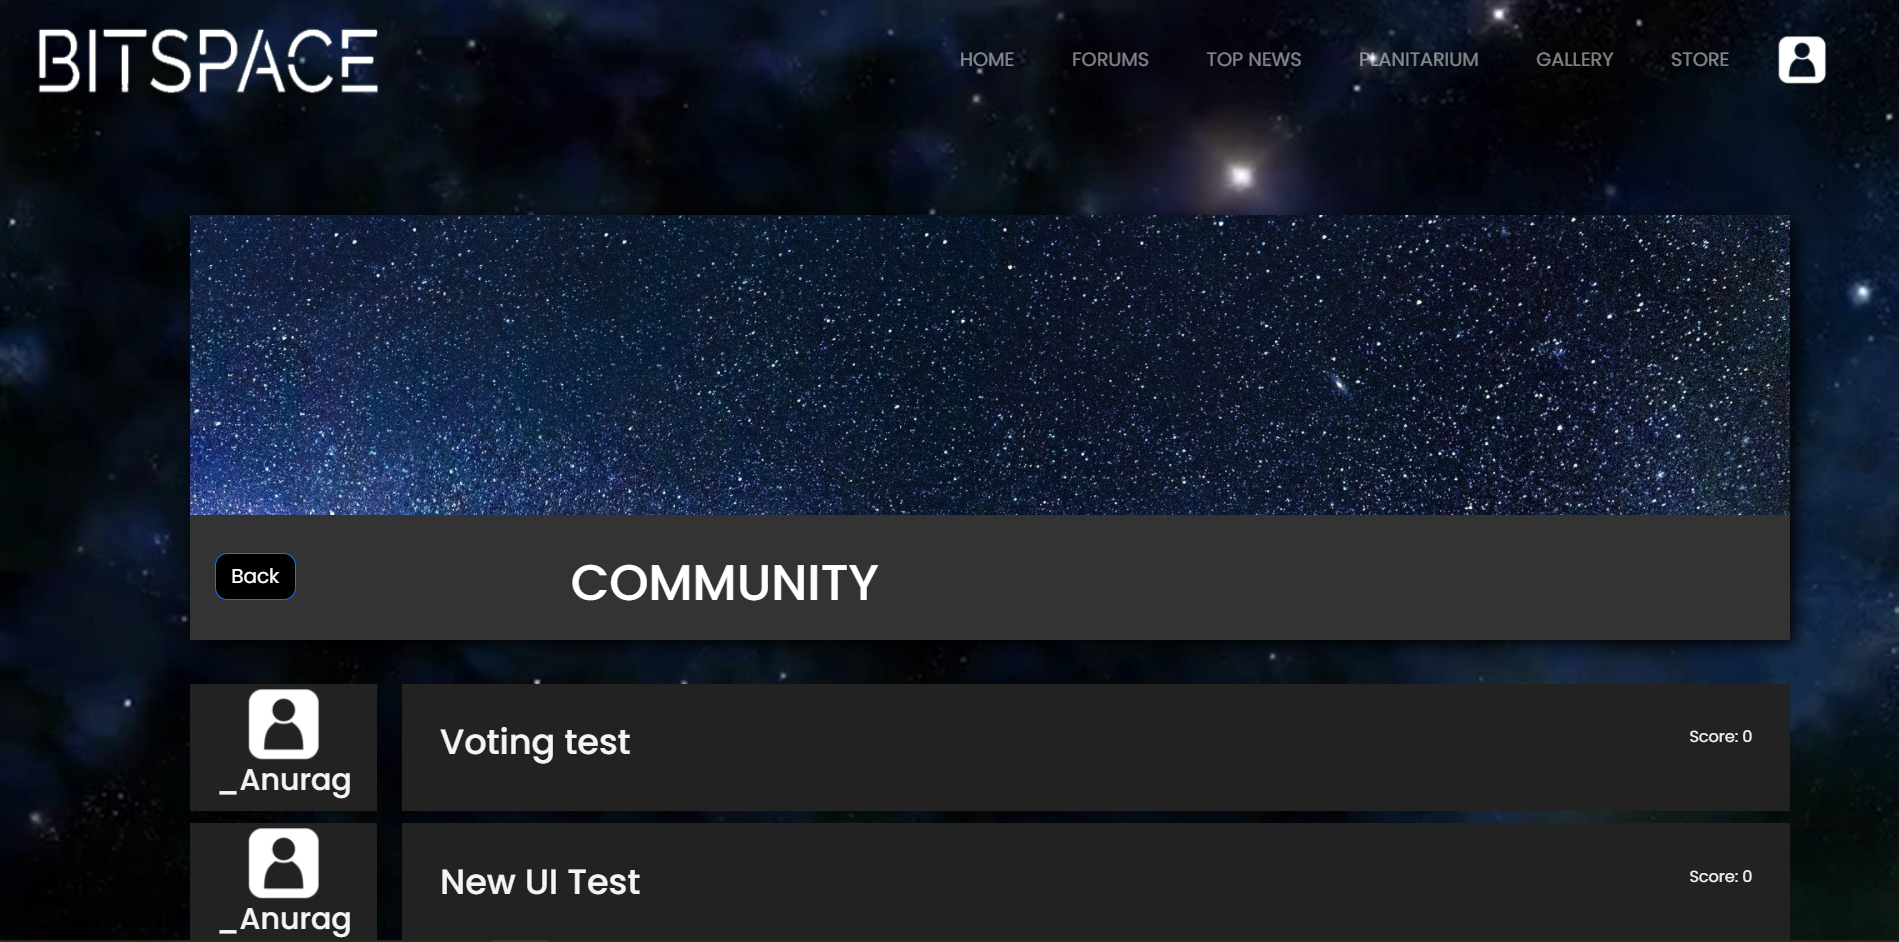 BITSPACE
HOME FORUMS TOP NEWS PLANITARIUM GALLERY STORE
Back
COMMUNITY
_Anurag
Voting test
Score: 0
_Anurag
New UI Test
Score: 0